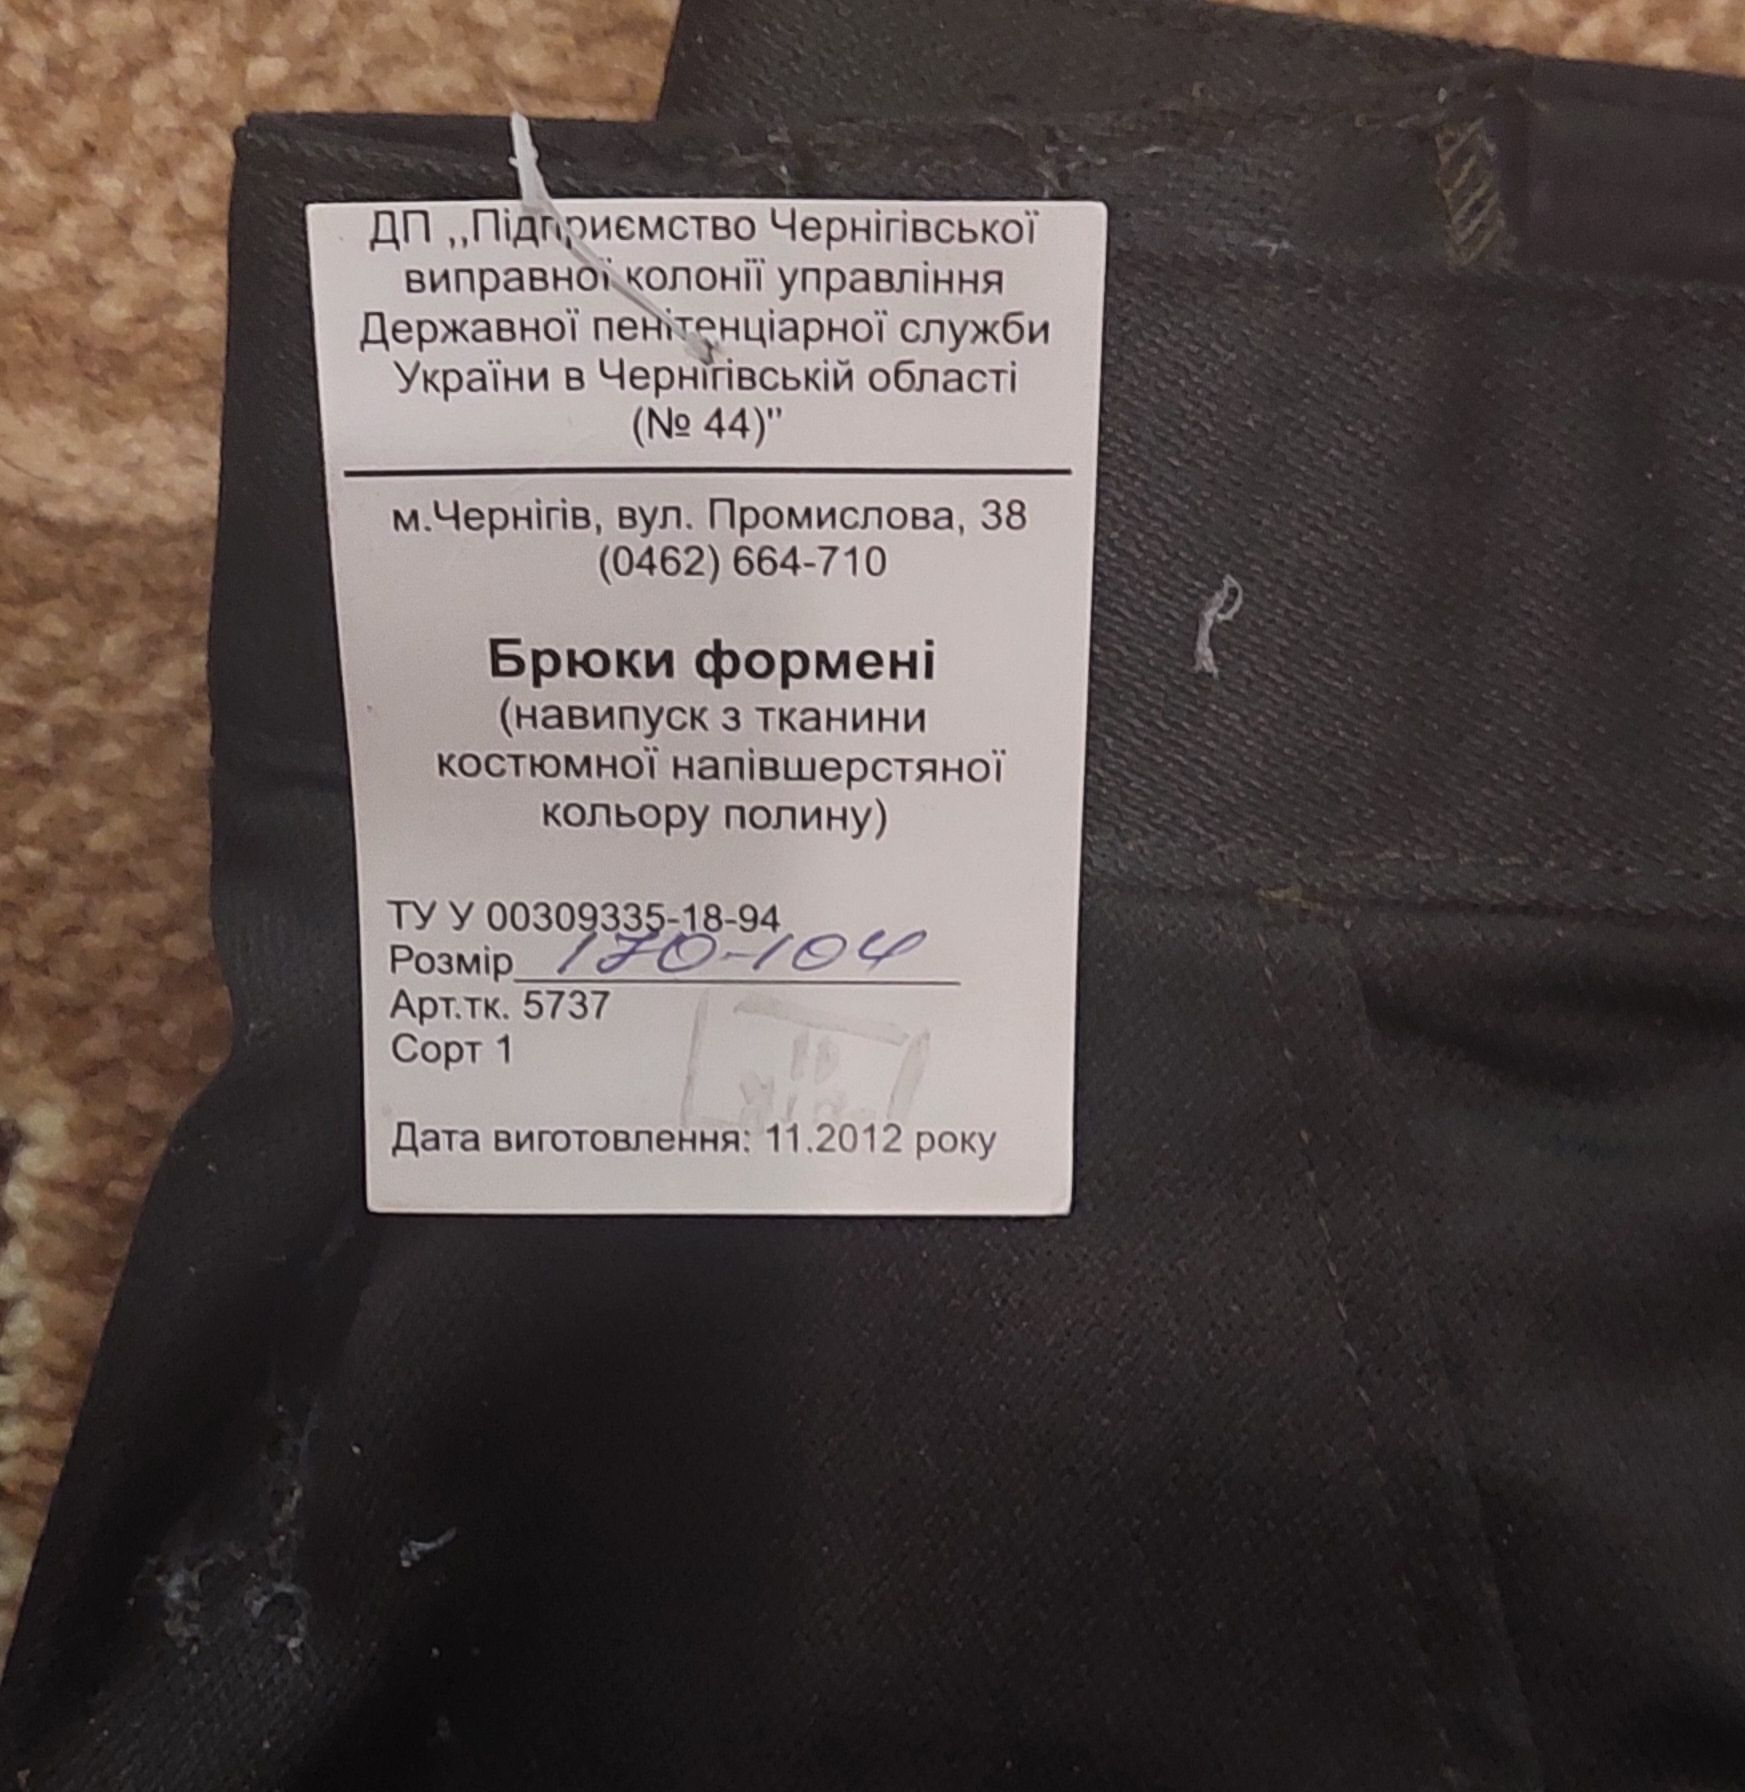 ДП ,,Підприємство Чернігівської
виправної колонії управління
Державної пенітенціарної служби
України в Чернігівській області
(№ 44)"
м.Чернігів, вул. Промислова, 38
(0462) 664-710
Брюки формені
(навипуск з тканини
костюмної напівшерстяної
кольору полину)
ТУ У 00309335-18-94
Розмір 170-104
Арт.тк. 5737
Сорт 1
Дата виготовлення: 11.2012 року